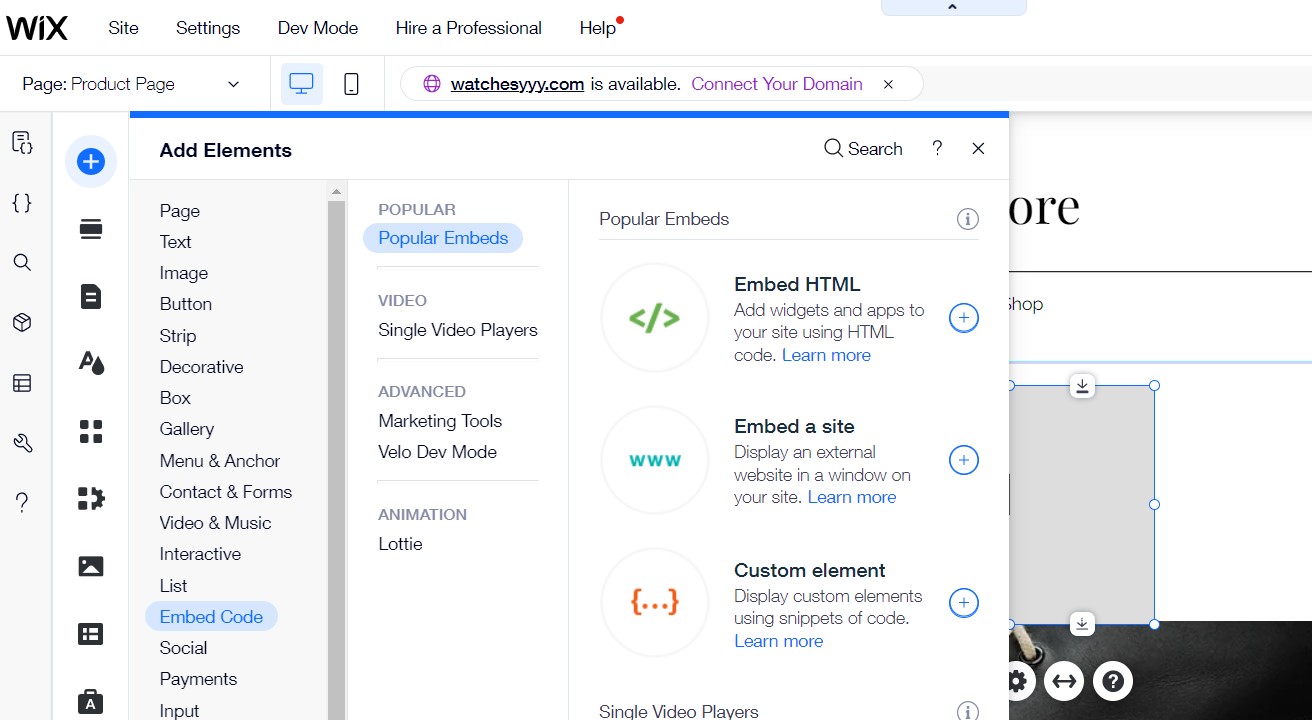 WiX Site Settings Dev Mode Hire a Professional Help
Page: Product Page
watchesyyy.com is available. Connect Your Domain
Add Elements
Search
?
Page
Text
Image
Button
Strip
Decorative
Box
Gallery
Menu & Anchor
Contact & Forms
Video & Music
Interactive
List
Embed Code
Social
Payments
Input
POPULAR
Popular Embeds
VIDEO
Single Video Players
ADVANCED
Marketing Tools
Velo Dev Mode
ANIMATION
Lottie
Popular Embeds
</>
Embed HTML
Add widgets and apps to
your site using HTML
code. Learn more
www
Embed a site
Display an external
website in a window on
your site. Learn more
{...}
Custom element
Display custom elements
using snippets of code.
Learn more
Single Video Players
ore
Shop